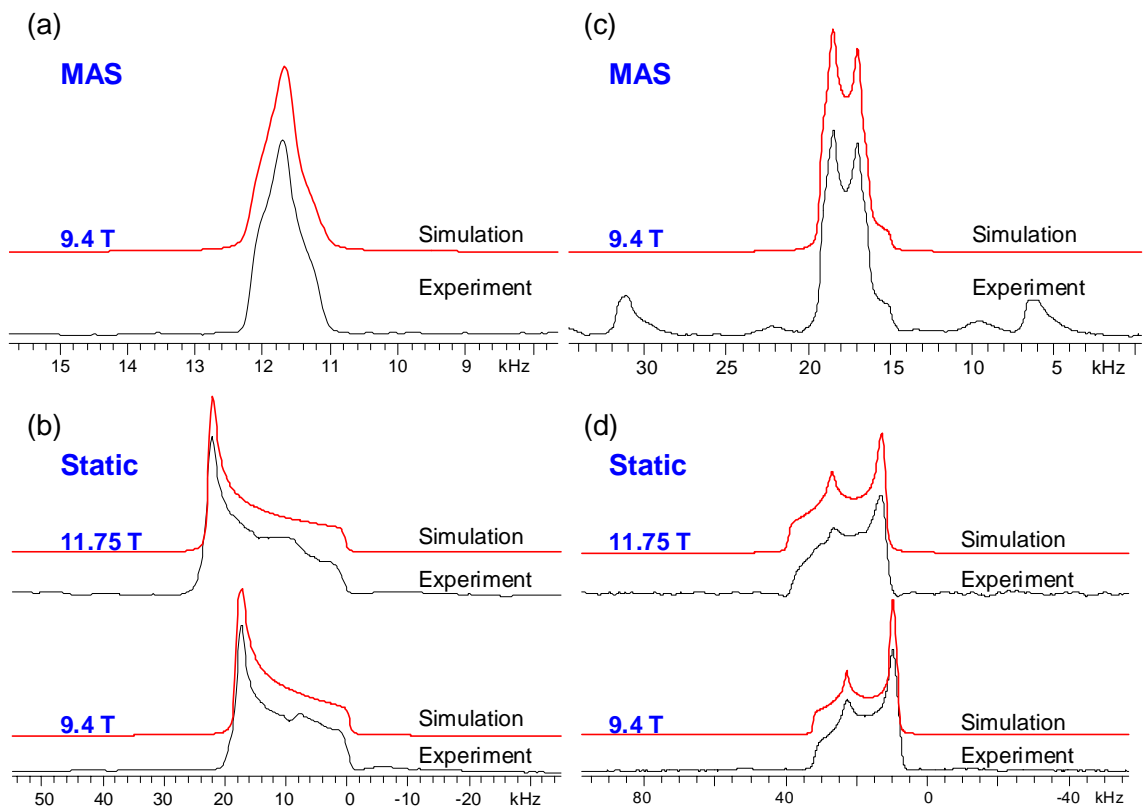 (a)
MAS
9.4 T
Simulation
Experiment
15 14 13 12 11 10 9 kHz
(c)
MAS
9.4 T
Simulation
Experiment
30 25 20 15 10 5 kHz
(b)
Static
11.75 T
Simulation
Experiment
9.4 T
Simulation
Experiment
50 40 30 20 10 0 -10 -20 kHz
(d)
Static
11.75 T
Simulation
Experiment
9.4 T
Simulation
Experiment
80 40 0 -40 kHz